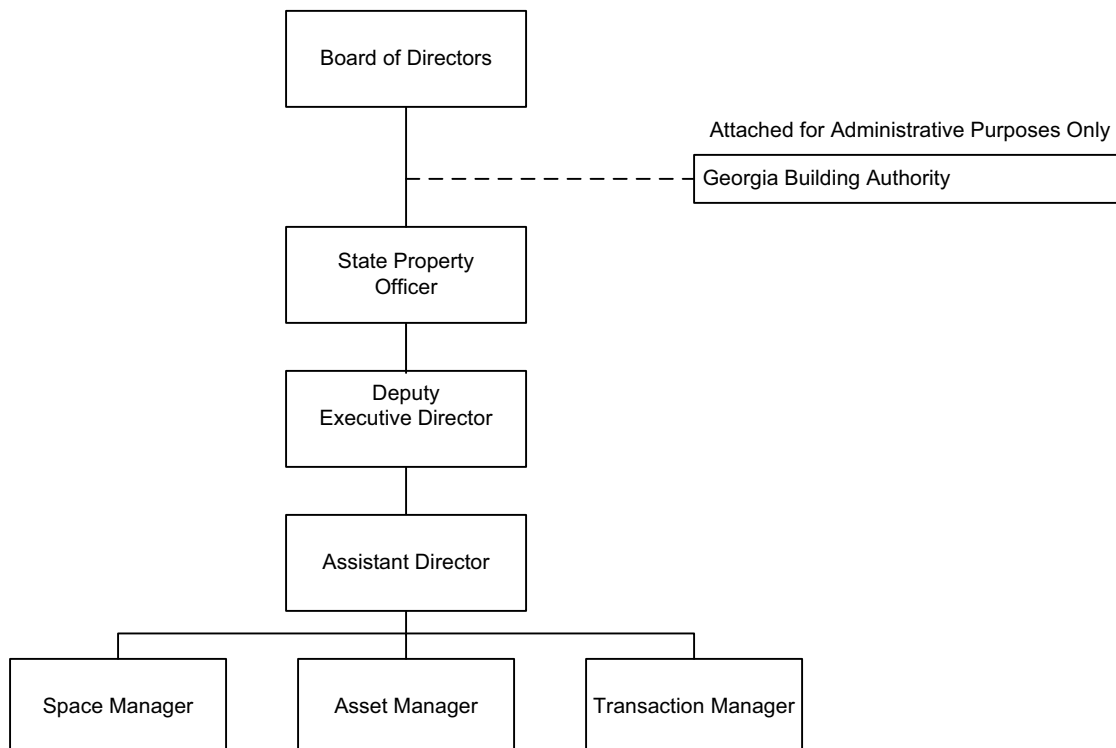 Board of Directors
Attached for Administrative Purposes Only
Georgia Building Authority
State Property
Officer
Deputy
Executive Director
Assistant Director
Space Manager
Asset Manager
Transaction Manager